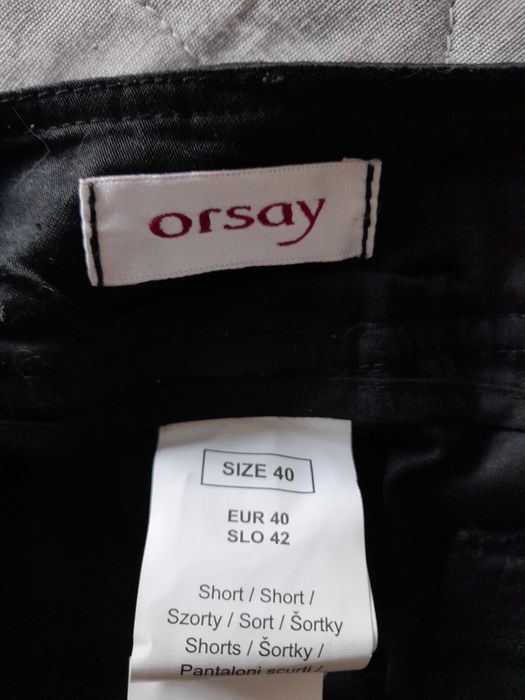 orsay
SIZE 40
EUR 40
SLO 42
Short / Short /
Szorty / Sort / Šortky
Shorts / Šortky /
Pantaloni scurti /